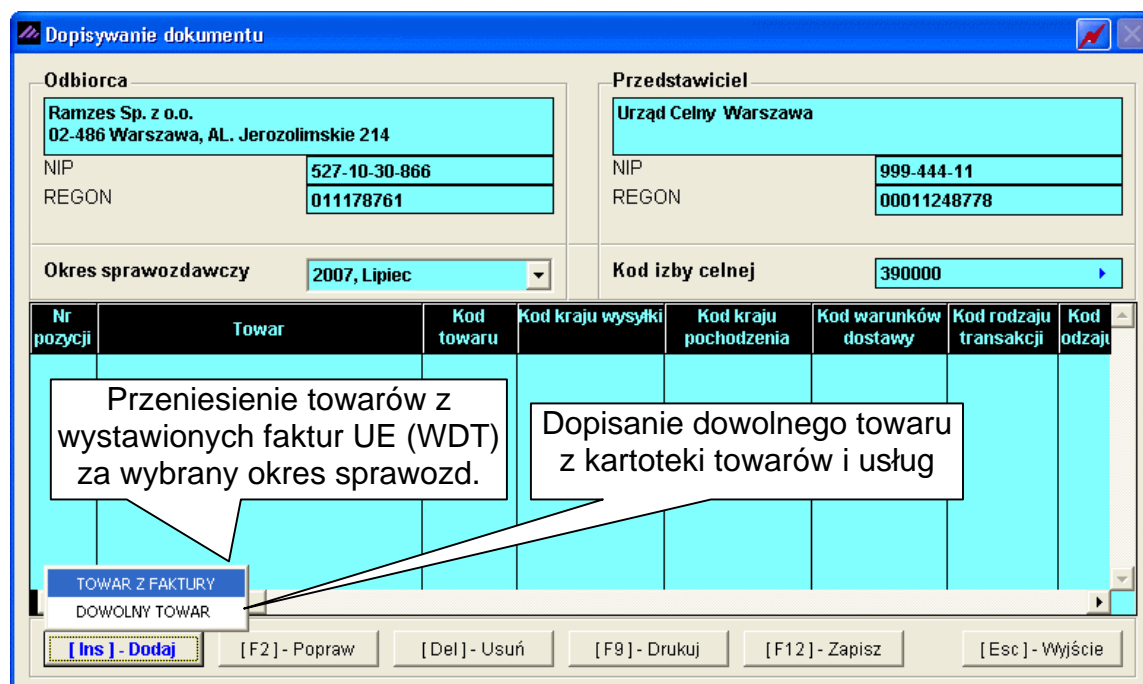 Dopisywanie dokumentu
Odbiorca
Ramzes Sp. z o.o.
02-486 Warszawa, AL. Jerozolimskie 214
NIP
527-10-30-866
REGON
011178761
Przedstawiciel
Urząd Celny Warszawa
NIP
999-444-11
REGON
00011248778
Okres sprawozdawczy
2007, Lipiec
Kod izby celnej
390000
Nr pozycji
Towar
Kod towaru
Kod kraju wysyłki
Kod kraju pochodzenia
Kod warunków dostawy
Kod rodzaju transakcji
Kod odzaju
Przeniesienie towarów z
wystawionych faktur UE (WDT)
za wybrany okres sprawozd.
Dopisanie dowolnego towaru
z kartoteki towarów i usług
TOWAR Z FAKTURY
DOWOLNY TOWAR
[ Ins ] - Dodaj
[ F2 ] - Popraw
[ Del ] - Usuń
[ F9 ] - Drukuj
[ F12 ] - Zapisz
[ Esc ] - Wyjście